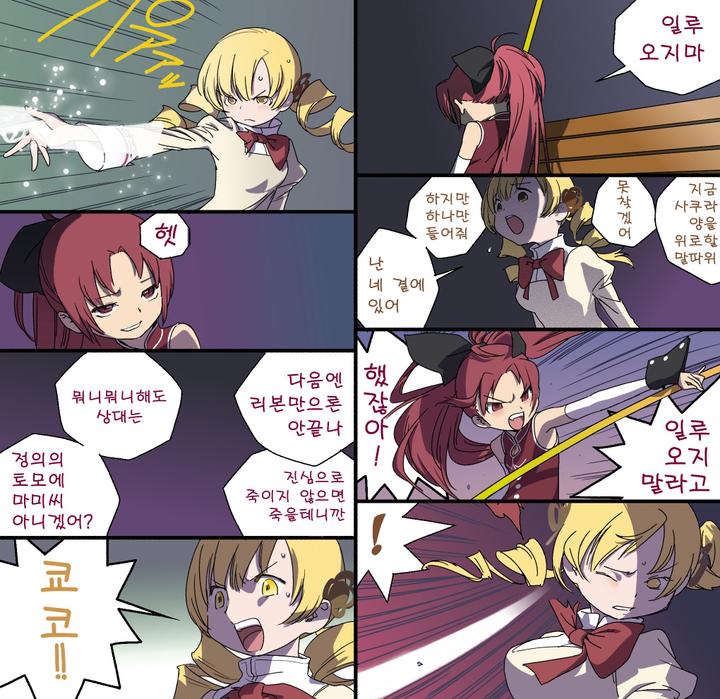 일루
오지마
지금
사쿠라
양을
위로할
말따위
못
찾겠
어
하지만
하나만
들어줘
난
네 곁에
있어
일루
오지
말라고
했잖아!
!
헷
다음엔
리본만으론
안끝나
진심으로
죽이지 않으면
죽을테니깐
뭐니뭐니해도
상대는
정의의
토모에
마미씨
아니겠어?
쿄
코!!